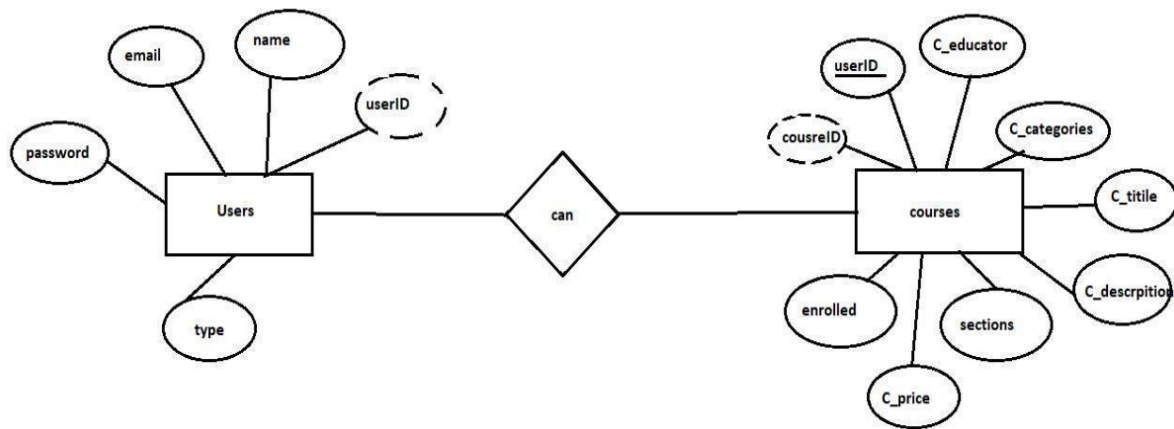 name
email
userID
password
Users
type
can
C_educator
userID
C_categories
cousreID
courses
C_titile
C_descrpition
enrolled
sections
C_price